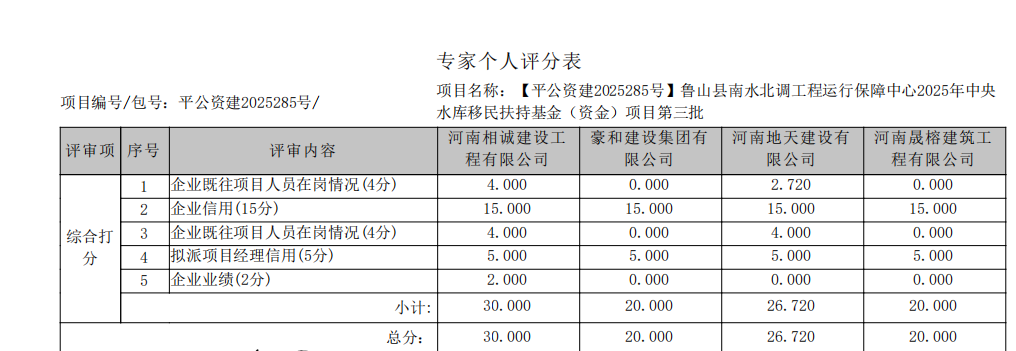 专家个人评分表
项目编号/包号: 平公资建2025285号/
项目名称: 【平公资建2025285号】鲁山县南水北调工程运行保障中心2025年中央
水库移民扶持基金（资金）项目第三批
评审项 序号 评审内容 河南相诚建设工程有限公司 豪和建设集团有限公司 河南地天建设有限公司 河南晟榕建筑工程有限公司
综合打分
1 企业既往项目人员在岗情况(4分) 4.000 0.000 2.720 0.000
2 企业信用(15分) 15.000 15.000 15.000 15.000
3 企业既往项目人员在岗情况(4分) 4.000 0.000 4.000 0.000
4 拟派项目经理信用(5分) 5.000 5.000 5.000 5.000
5 企业业绩(2分) 2.000 0.000 0.000 0.000
小计: 30.000 20.000 26.720 20.000
总分: 30.000 20.000 26.720 20.000